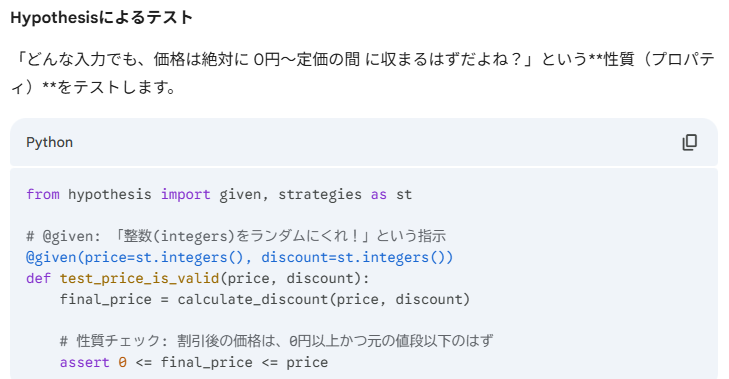 Hypothesisによるテスト
「どんな入力でも、価格は絶対に 0円〜定価の間 に収まるはずだよね？」という**性質（プロパテ
ィ）**をテストします。
Python
from hypothesis import given, strategies as st
# @given: 「整数(integers)をランダムにくれ！」という指示
@given(price=st.integers(), discount=st.integers())
def test_price_is_valid(price, discount):
    final_price = calculate_discount(price, discount)
    # 性質チェック: 割引後の価格は、0円以上かつ元の値段以下のはず
    assert 0 <= final_price <= price